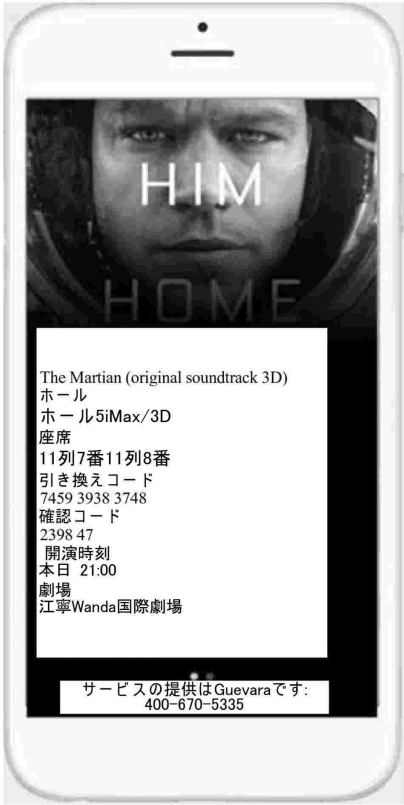 HIM
HOME
The Martian (original soundtrack 3D)
ホール
ホール5iMax/3D
座席
11列7番11列8番
引き換えコード
7459 3938 3748
確認コード
2398 47
開演時刻
本日 21:00
劇場
江寧Wanda国際劇場
サービスの提供はGuevaraです:
400-670-5335